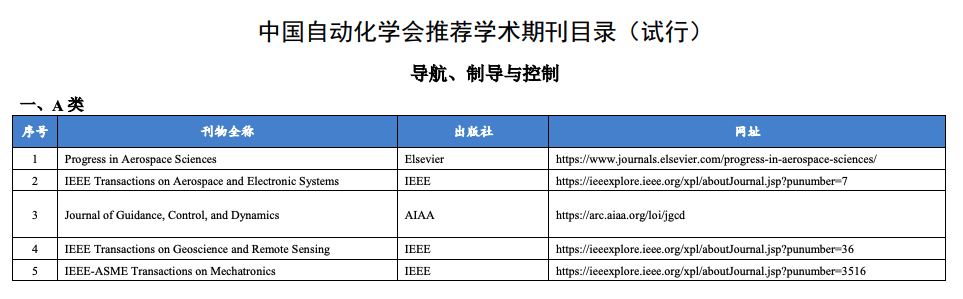 中国自动化学会推荐学术期刊目录（试行）
导航、制导与控制
一、A 类
序号 刊物全称 出版社 网址
1 Progress in Aerospace Sciences Elsevier https://www.journals.elsevier.com/progress-in-aerospace-sciences/
2 IEEE Transactions on Aerospace and Electronic Systems IEEE https://ieeexplore.ieee.org/xpl/aboutJournal.jsp?punumber=7
3 Journal of Guidance, Control, and Dynamics AIAA https://arc.aiaa.org/loi/jgcd
4 IEEE Transactions on Geoscience and Remote Sensing IEEE https://ieeexplore.ieee.org/xpl/aboutJournal.jsp?punumber=36
5 IEEE-ASME Transactions on Mechatronics IEEE https://ieeexplore.ieee.org/xpl/aboutJournal.jsp?punumber=3516